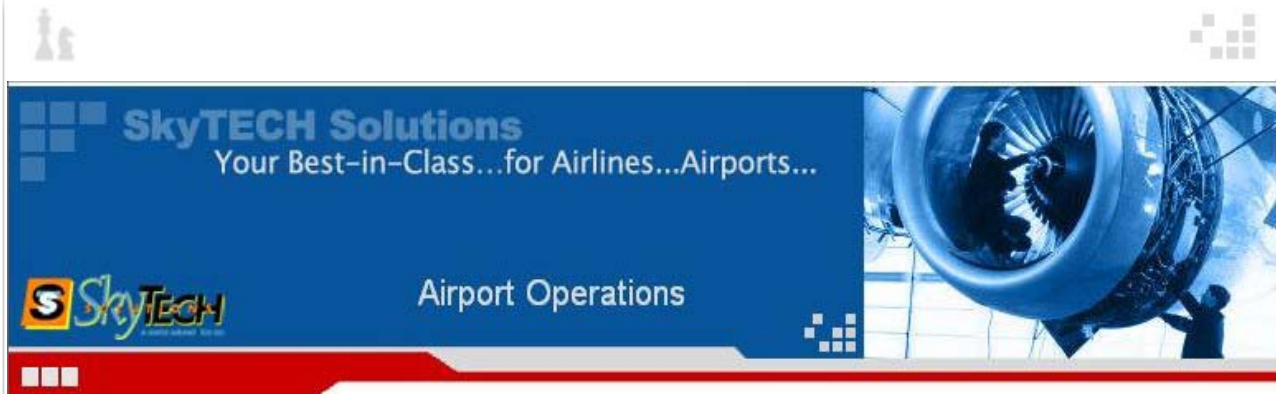 SkyTECH Solutions
Your Best-in-Class...for Airlines...Airports...
S SkyTECH
Airport Operations